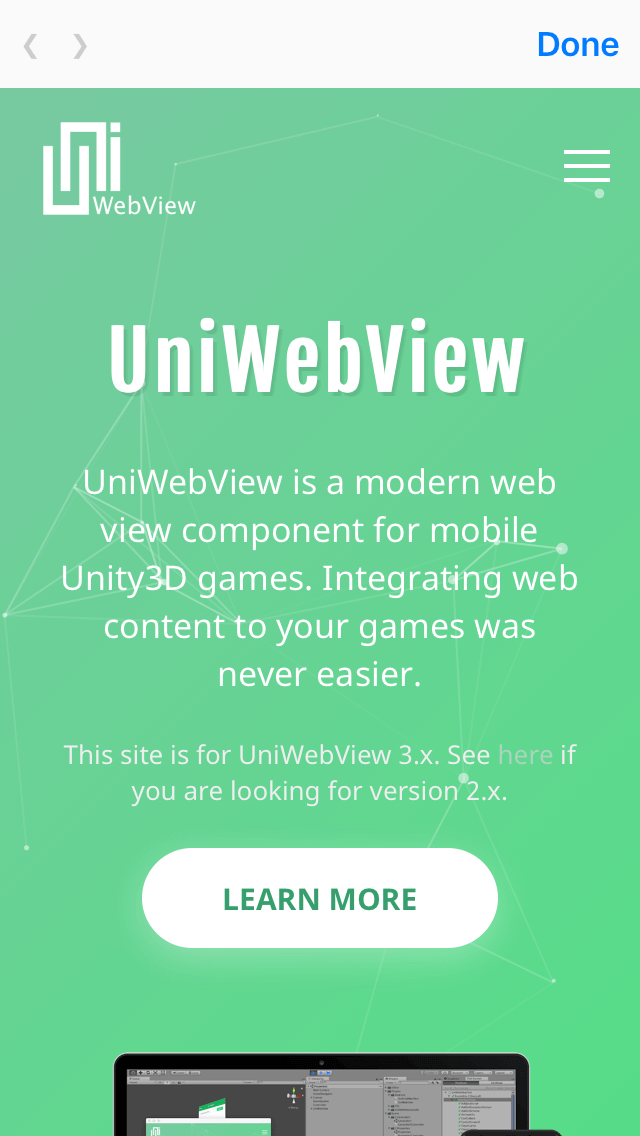 Done
Uni
WebView
UniWebView
UniWebView is a modern web
view component for mobile
Unity3D games. Integrating web
content to your games was
never easier.
This site is for UniWebView 3.x. See here if
you are looking for version 2.x.
LEARN MORE